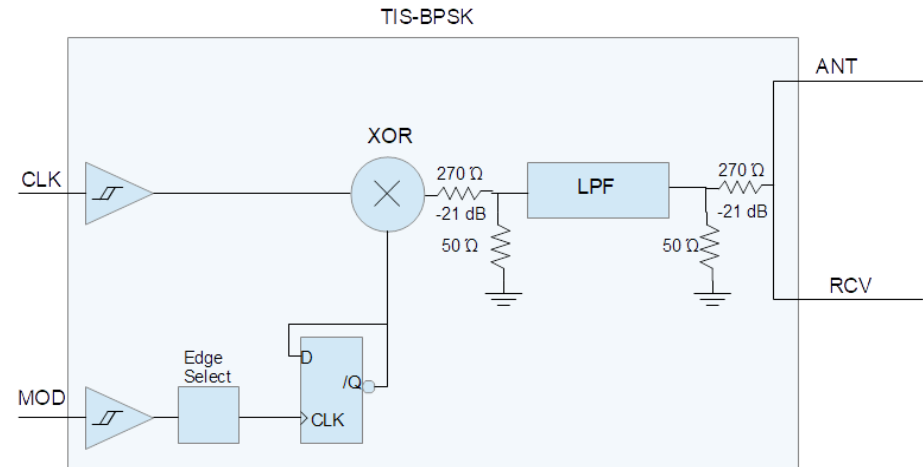 TIS-BPSK
ANT
XOR
CLK
270 Ω
-21 dB
50 Ω
LPF
270 Ω
-21 dB
50 Ω
RCV
Edge
Select
D
/Q
CLK
MOD